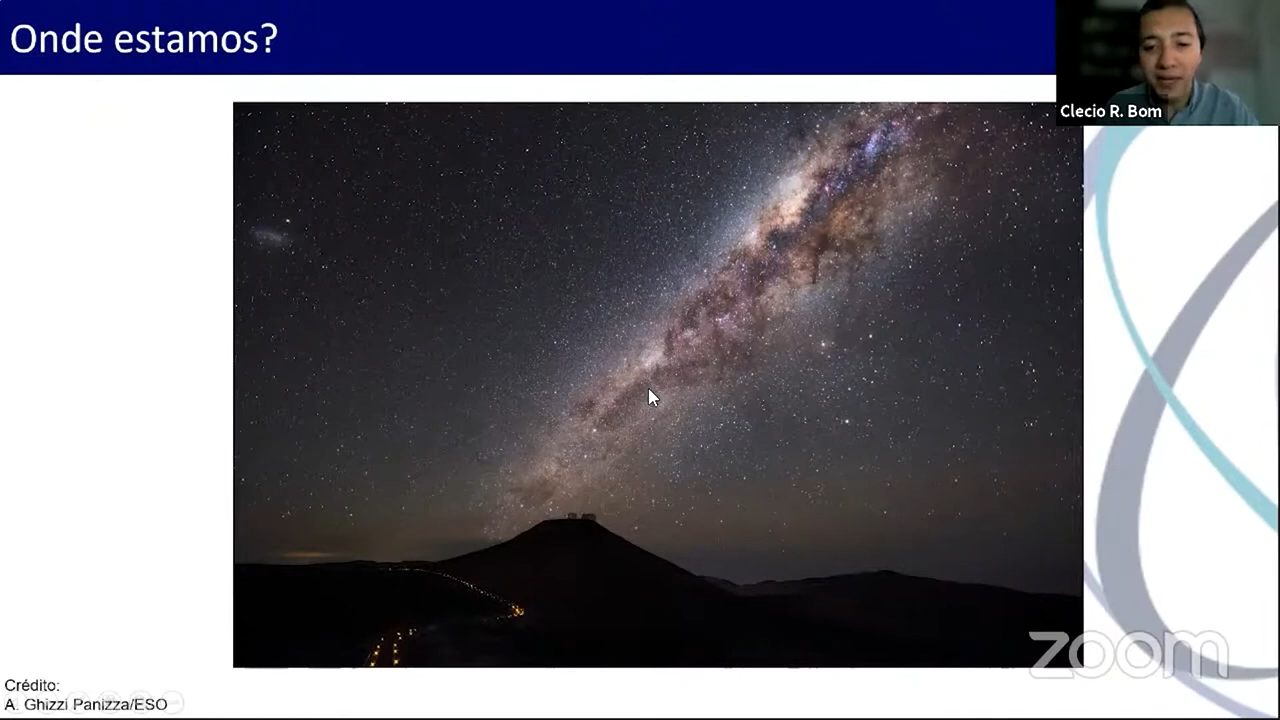 Onde estamos?
Clecio R. Bom
zoom
Crédito:
A. Ghizzi Panizza/ESO